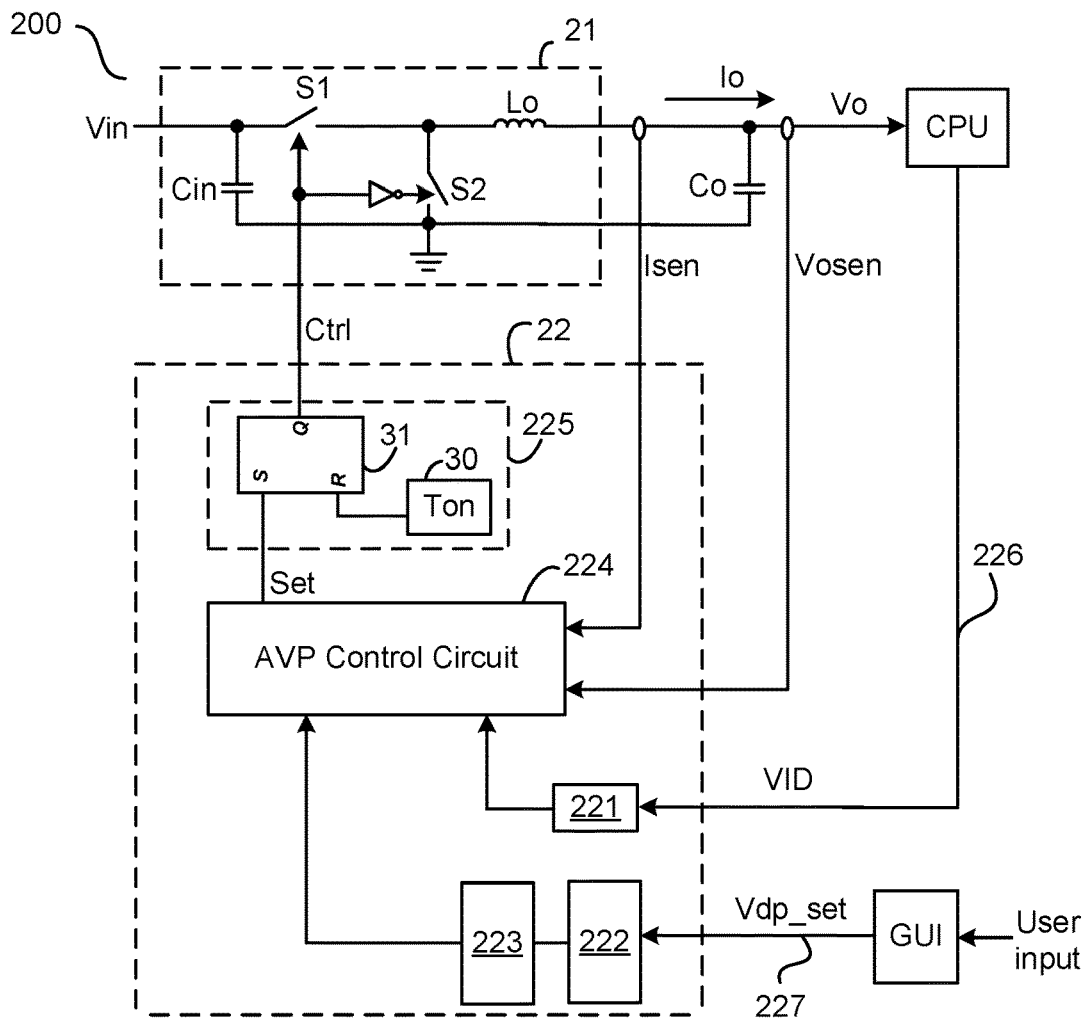 200
21
S1
Lo
Io
Vin
Vo
CPU
Cin
S2
Co
Isen
Vosen
Ctrl
22
Q
31
225
S
R
30
Ton
Set
224
226
AVP Control Circuit
VID
221
Vdp_set
GUI
User
input
223
222
227